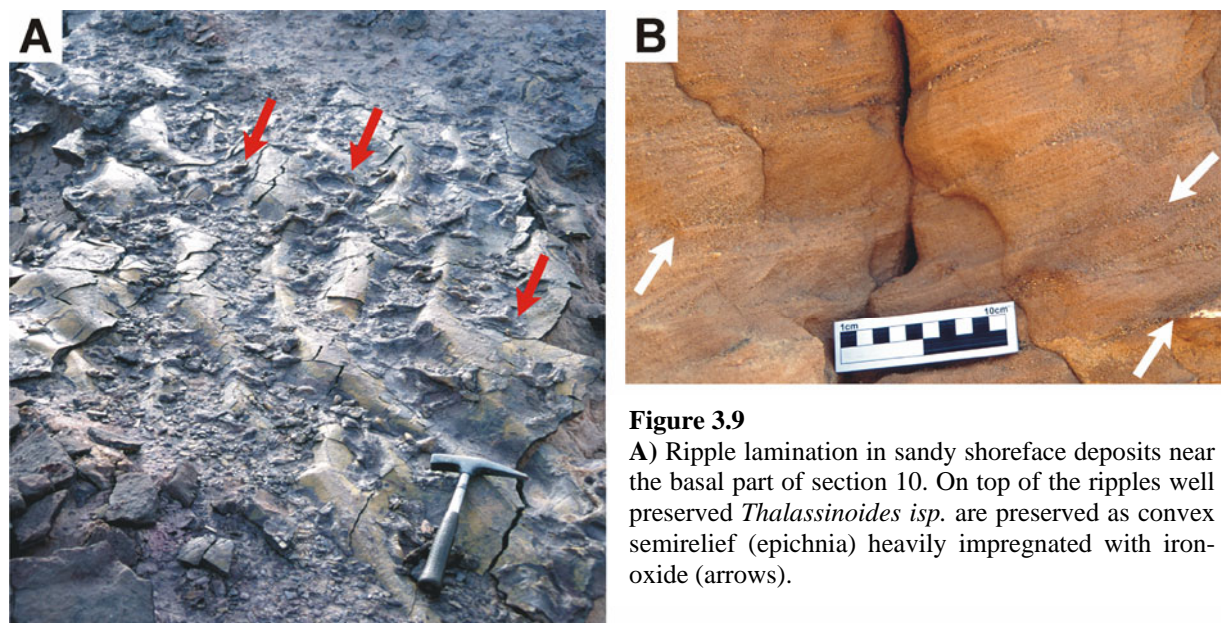 A
B
1cm
10cm
Figure 3.9
A) Ripple lamination in sandy shoreface deposits near
the basal part of section 10. On top of the ripples well
preserved Thalassinoides isp. are preserved as convex
semirelief (epichnia) heavily impregnated with iron-
oxide (arrows).